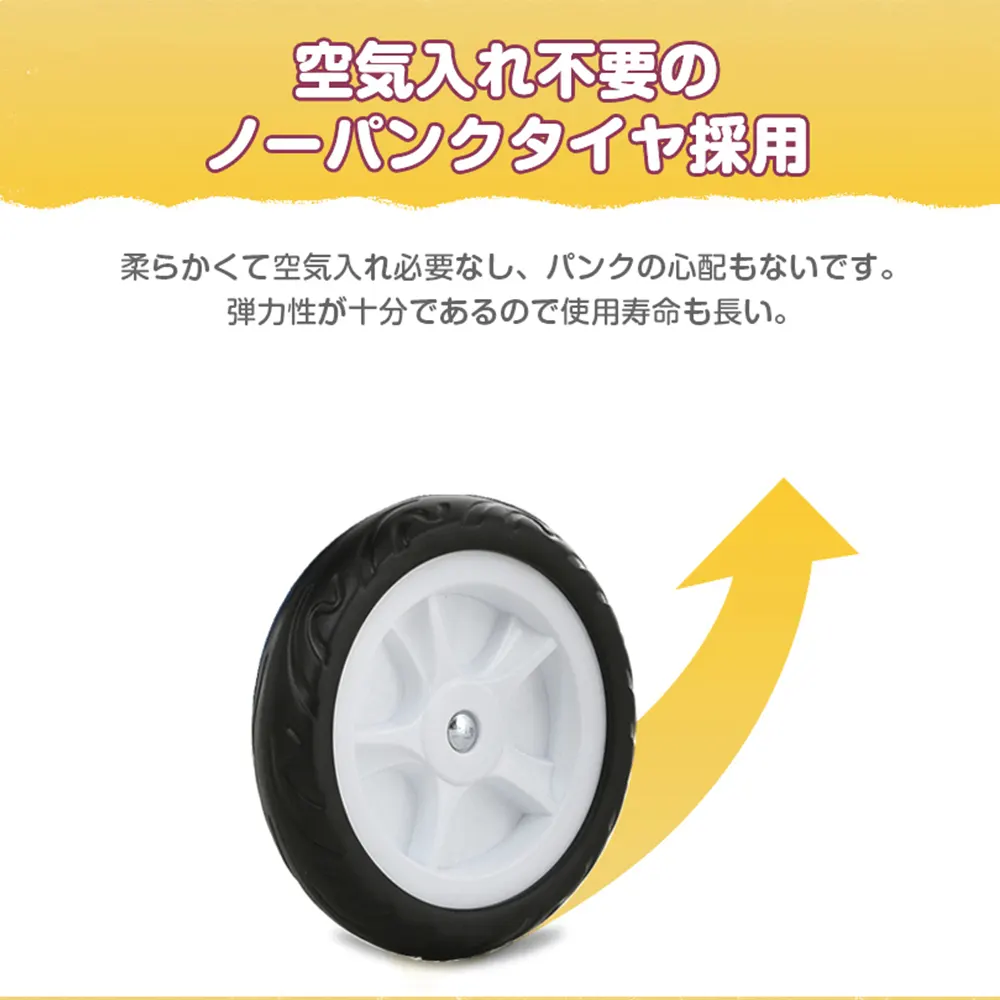 空気入れ不要の
ノーパンクタイヤ採用
柔らかくて空気入れ必要なし、パンクの心配もないです。
弾力性が十分であるので使用寿命も長い。